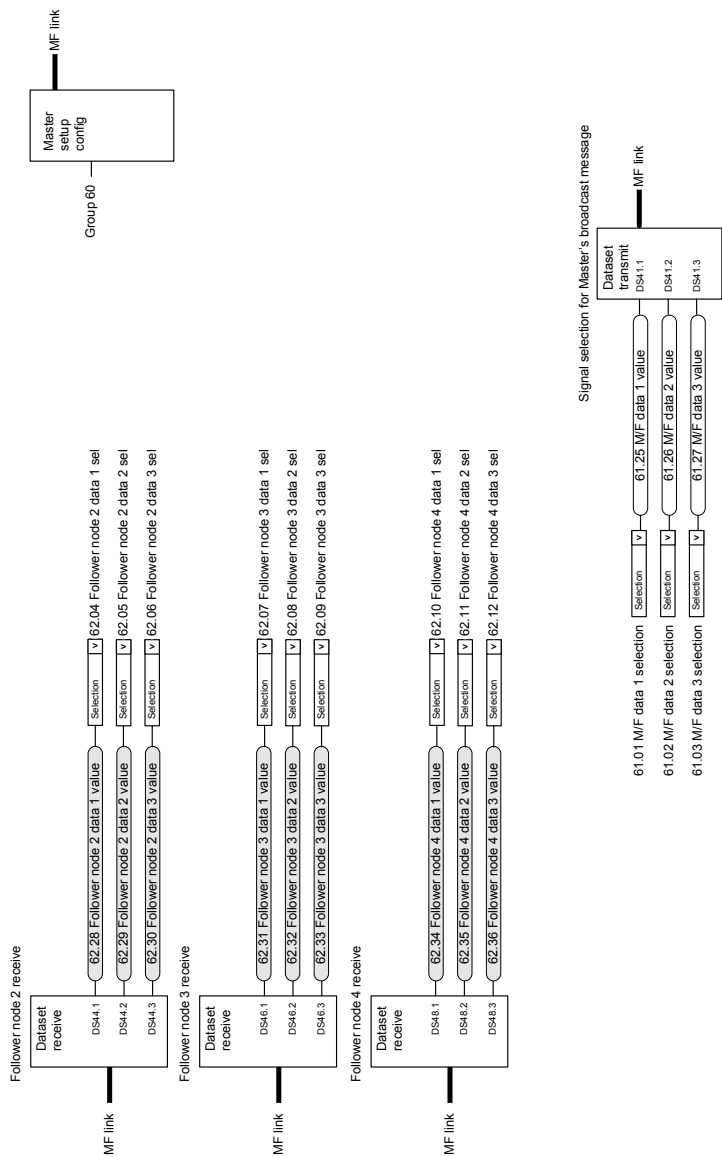 Follower node 2 receive
MF link
Dataset
receive
DS44.1
62.28 Follower node 2 data 1 value
Selection
v
62.04 Follower node 2 data 1 sel
DS44.2
62.29 Follower node 2 data 2 value
Selection
v
62.05 Follower node 2 data 2 sel
DS44.3
62.30 Follower node 2 data 3 value
Selection
v
62.06 Follower node 2 data 3 sel
Group 60
Master
setup
config
MF link
Follower node 3 receive
MF link
Dataset
receive
DS46.1
62.31 Follower node 3 data 1 value
Selection
v
62.07 Follower node 3 data 1 sel
DS46.2
62.32 Follower node 3 data 2 value
Selection
v
62.08 Follower node 3 data 2 sel
DS46.3
62.33 Follower node 3 data 3 value
Selection
v
62.09 Follower node 3 data 3 sel
Follower node 4 receive
MF link
Dataset
receive
DS48.1
62.34 Follower node 4 data 1 value
Selection
v
62.10 Follower node 4 data 1 sel
DS48.2
62.35 Follower node 4 data 2 value
Selection
v
62.11 Follower node 4 data 2 sel
DS48.3
62.36 Follower node 4 data 3 value
Selection
v
62.12 Follower node 4 data 3 sel
Signal selection for Master's broadcast message
61.01 M/F data 1 selection
Selection
v
61.25 M/F data 1 value
Dataset
transmit
DS41.1
MF link
61.02 M/F data 2 selection
Selection
v
61.26 M/F data 2 value
DS41.2
61.03 M/F data 3 selection
Selection
v
61.27 M/F data 3 value
DS41.3